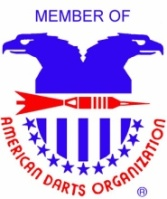 MEMBER OF
AMERICAN DARTS ORGANIZATION
®